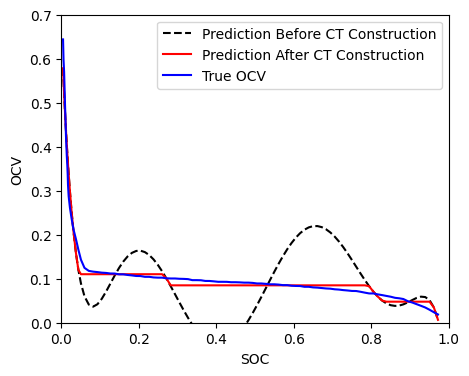 Prediction Before CT Construction
Prediction After CT Construction
True OCV
0.7
0.6
0.5
0.4
0.3
0.2
0.1
0.0
OCV
0.0 0.2 0.4 0.6 0.8 1.0
SOC